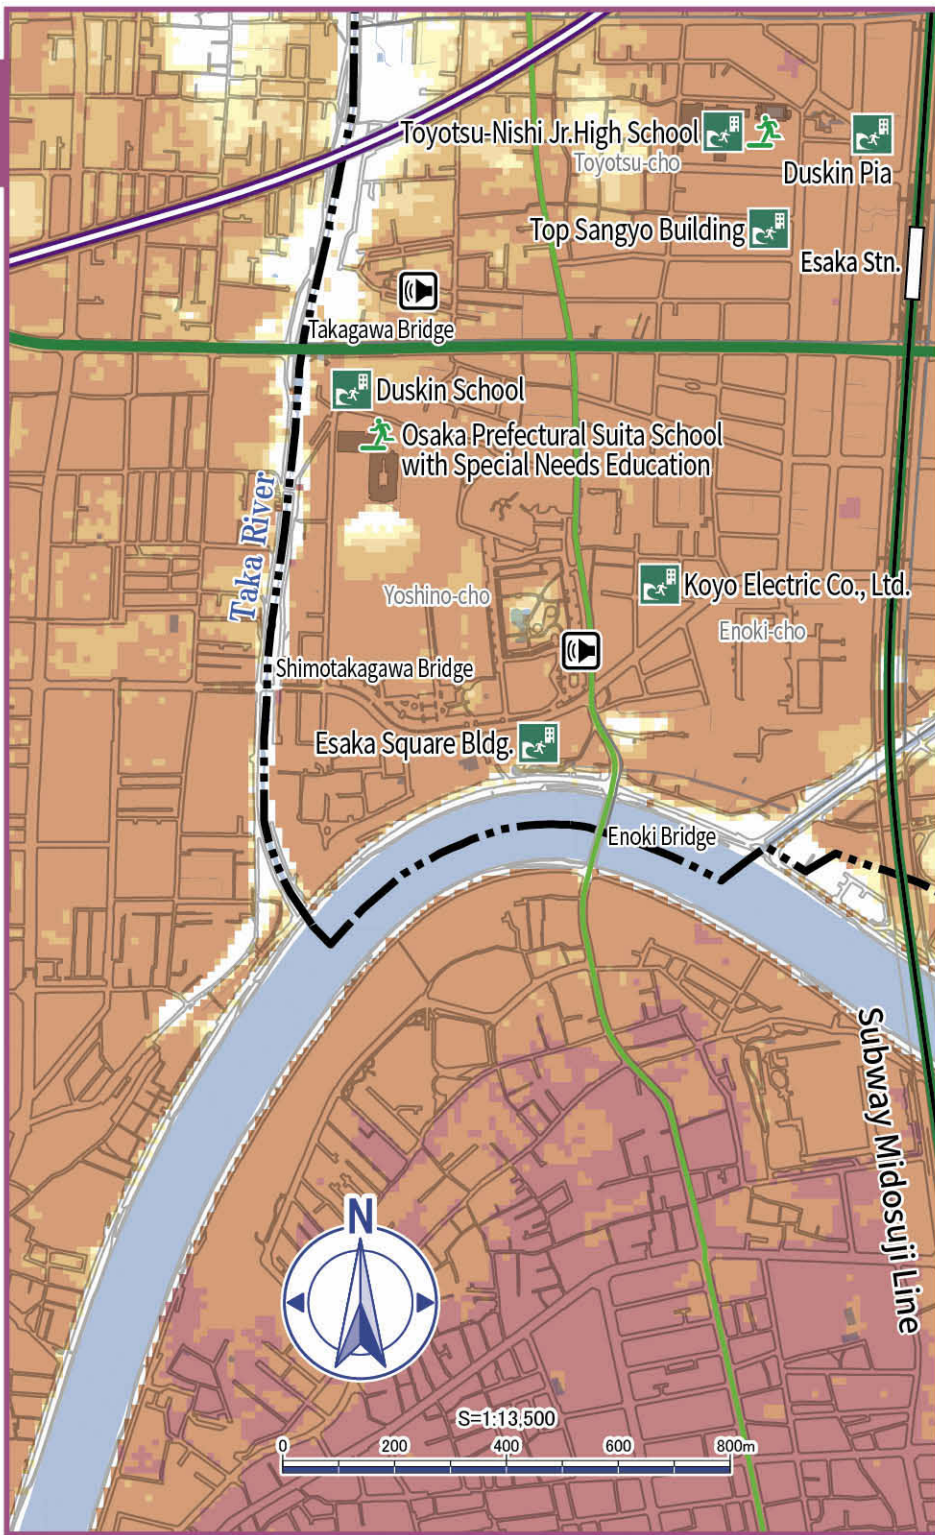 Toyotsu-Nishi Jr.High School
Toyotsu-cho
Duskin Pia
Top Sangyo Building
Esaka Stn.
Takagawa Bridge
Duskin School
Osaka Prefectural Suita School
with Special Needs Education
Taka River
Koyo Electric Co., Ltd.
Yoshino-cho
Enoki-cho
Shimotakagawa Bridge
Esaka Square Bldg.
Enoki Bridge
Subway Midosuji Line
N
S=1:13,500
0 200 400 600 800m